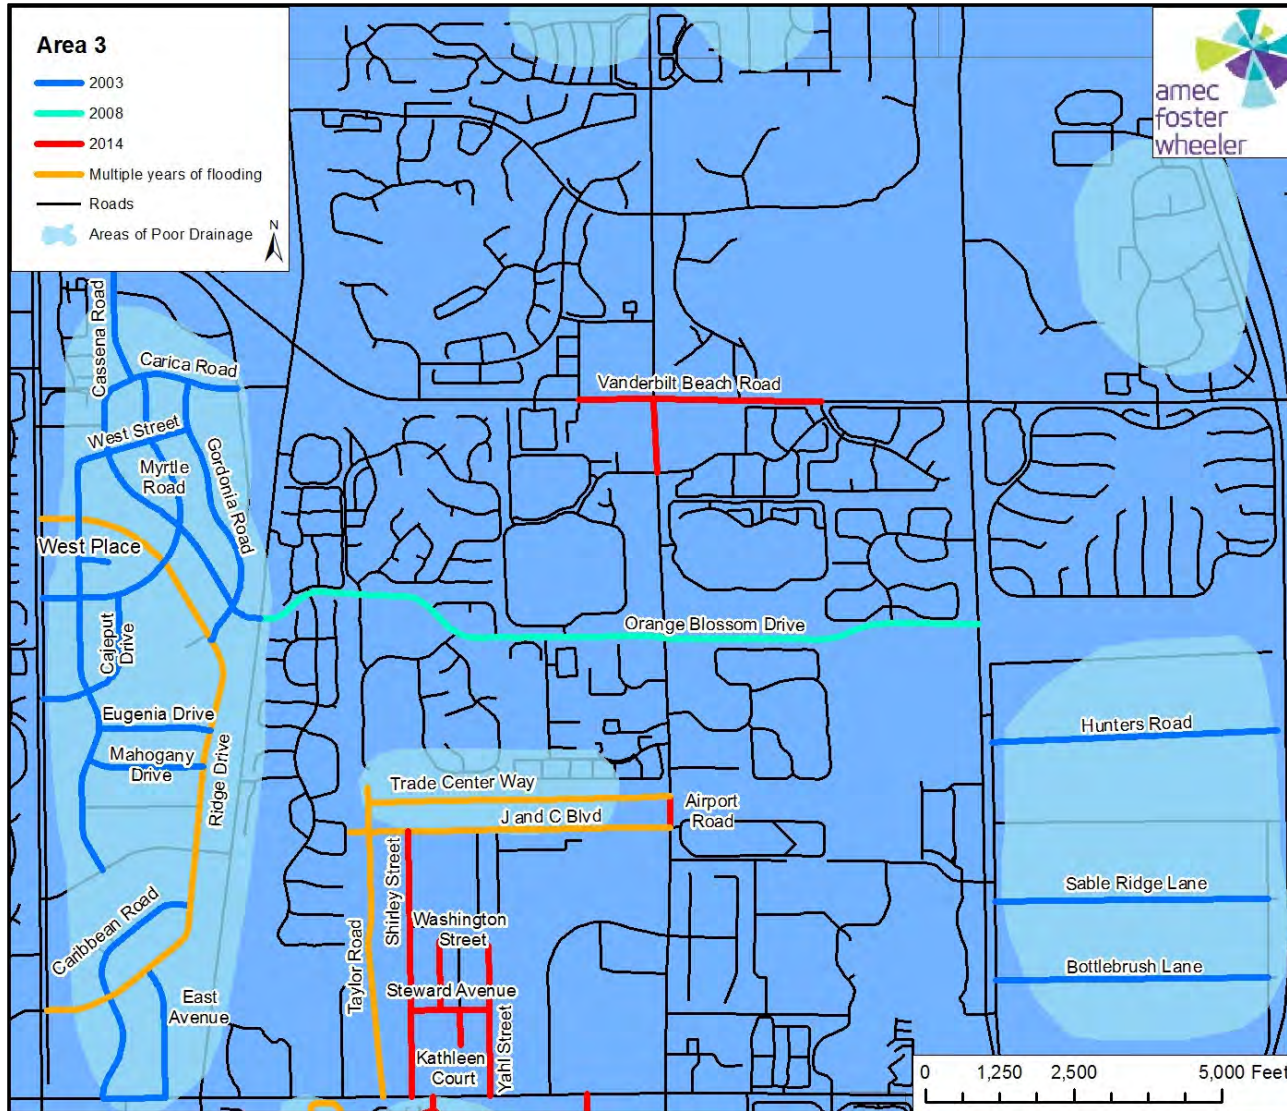 Area 3
2003
2008
2014
Multiple years of flooding
Roads
Areas of Poor Drainage
N
amec
foster
wheeler
Cassena Road
Carica Road
Vanderbilt Beach Road
West Street
Myrtle
Road
Gordonia Road
West Place
Cajeput
Drive
Orange Blossom Drive
Eugenia Drive
Hunters Road
Mahogany
Drive
Ridge Drive
Trade Center Way
Airport
Road
J and C Blvd
Shirley Street
Sable Ridge Lane
Caribbean Road
Washington
Street
Taylor Road
Bottlebrush Lane
Steward Avenue
East
Avenue
Yahl Street
Kathleen
Court
0 1,250 2,500 5,000 Feet